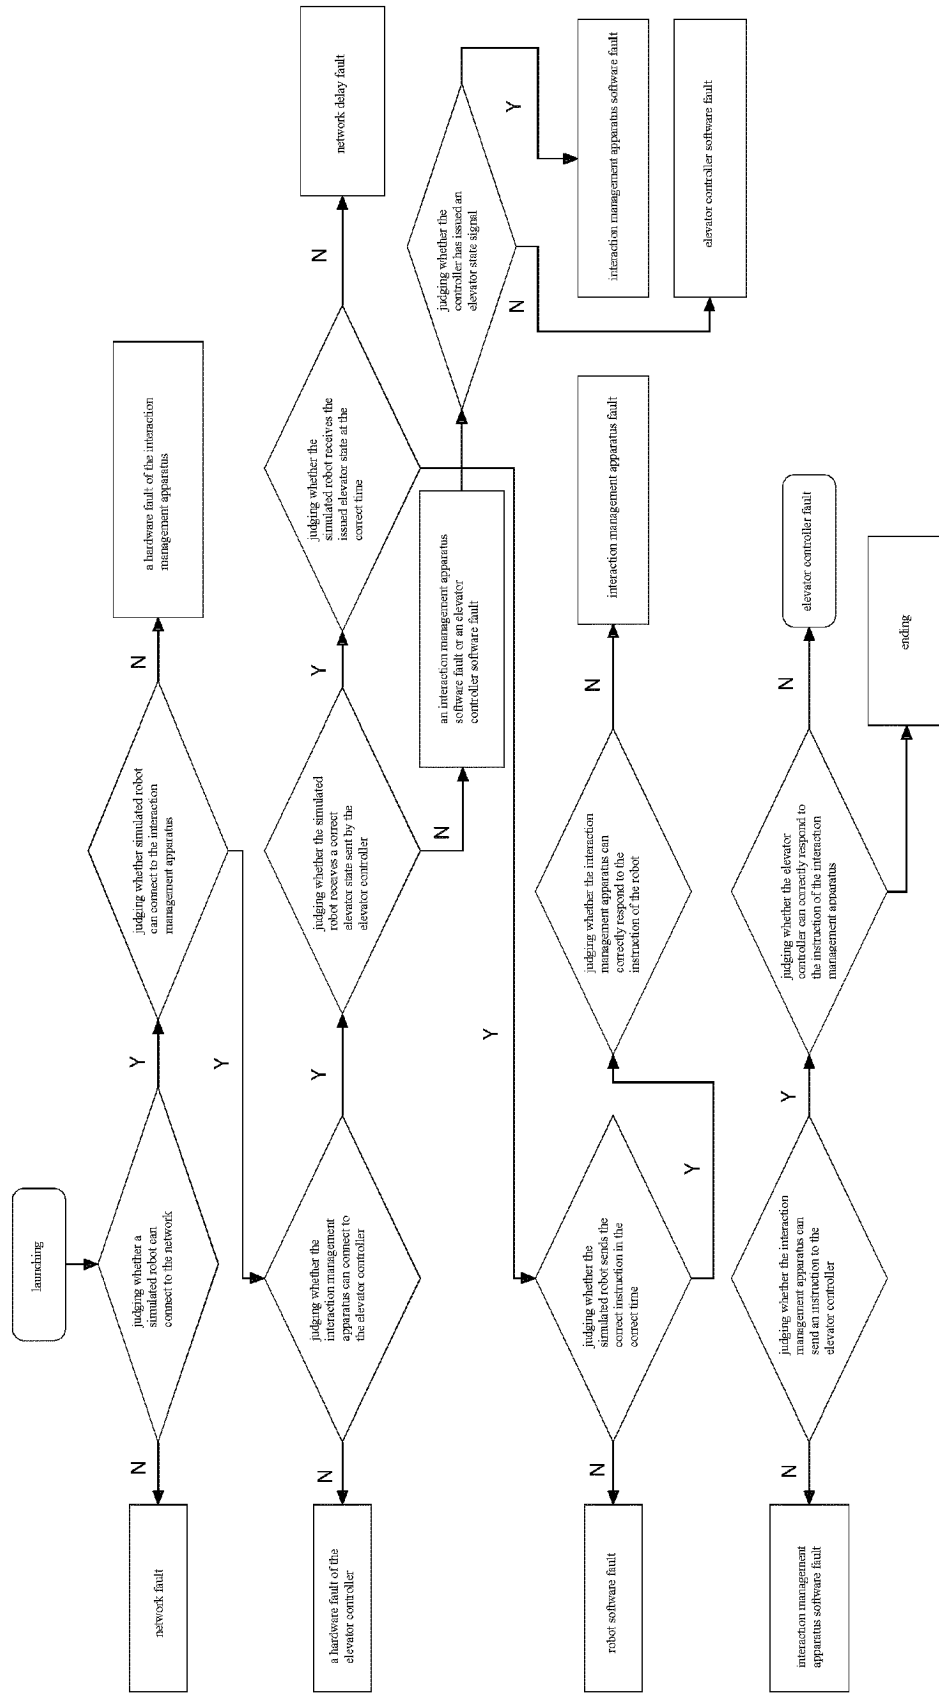 launching
judging whether a
simulated robot can
connect to the network
N
network fault
Y
judging whether simulated robot
can connect to the interaction
management apparatus
N
a hardware fault of the interaction
management apparatus
Y
judging whether the
interaction management
apparatus can connect to
the elevator controller
N
a hardware fault of the
elevator controller
Y
judging whether the simulated
robot receives a correct
elevator state sent by the
elevator controller
N
an interaction management apparatus
software fault or an elevator
controller software fault
Y
judging whether the
simulated robot receives the
issued elevator state at the
correct time
N
network delay fault
judging whether the
controller has issued an
elevator state signal
Y
interaction management apparatus software fault
N
elevator controller software fault
Y
judging whether the
simulated robot sends the
correct instruction in the
correct time
N
robot software fault
Y
judging whether the interaction
management apparatus can
correctly respond to the
instruction of the robot
N
interaction management apparatus fault
judging whether the interaction
management apparatus can
send an instruction to the
elevator controller
N
interaction management
apparatus software fault
Y
judging whether the elevator
controller can correctly respond to
the instruction of the interaction
management apparatus
N
elevator controller fault
ending